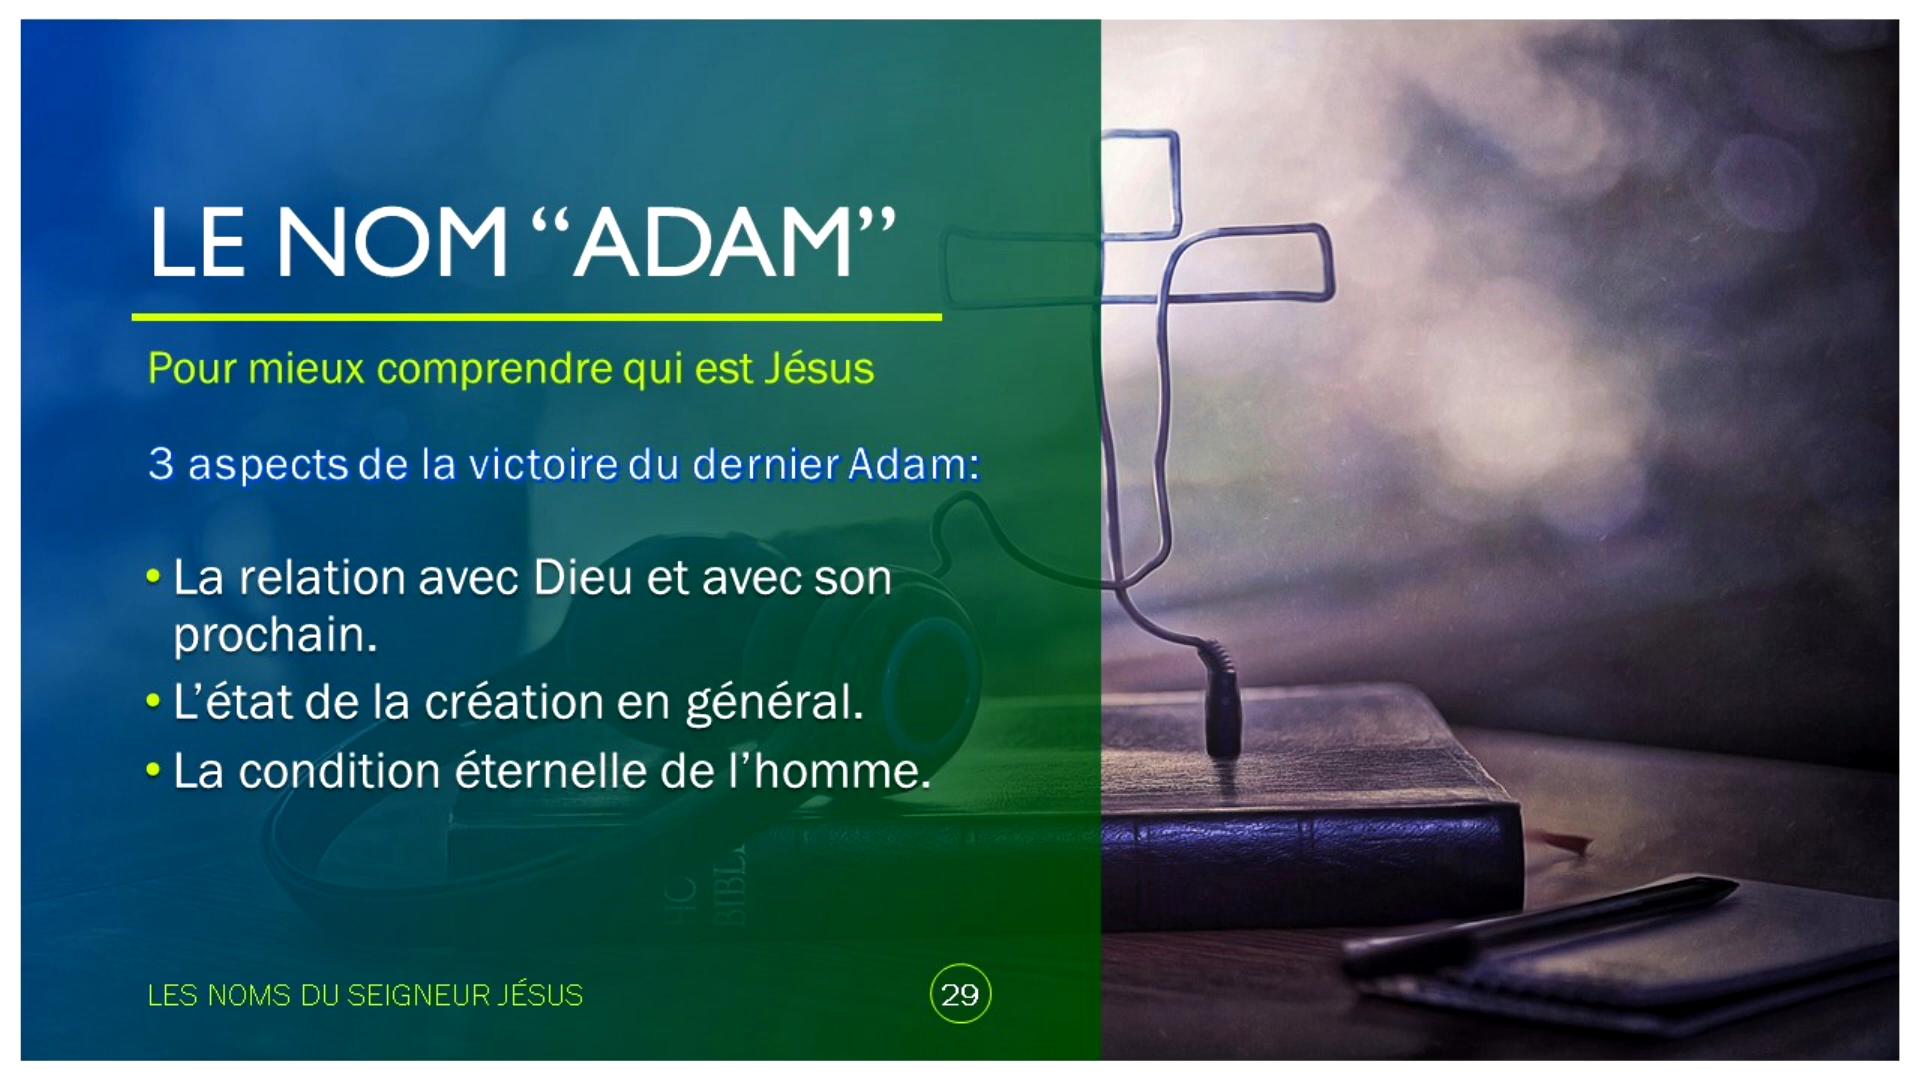 LE NOM “ADAM”
Pour mieux comprendre qui est Jésus
3 aspects de la victoire du dernier Adam:
• La relation avec Dieu et avec son
prochain.
• L’état de la création en général.
• La condition éternelle de l’homme.
HO
BIBL
LES NOMS DU SEIGNEUR JÉSUS
29